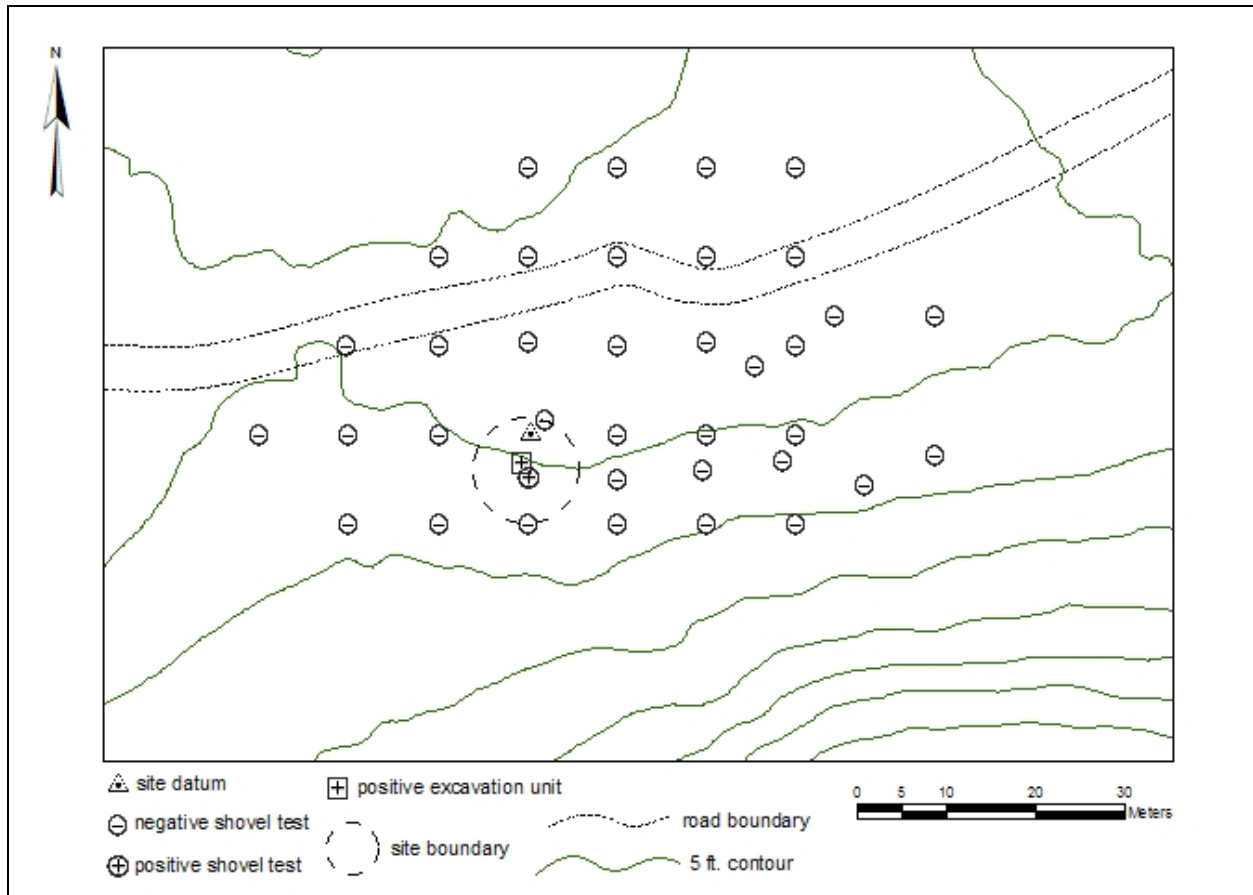 N
site datum
negative shovel test
positive shovel test
positive excavation unit
site boundary
road boundary
5 ft. contour
0 5 10 20 30
Meters